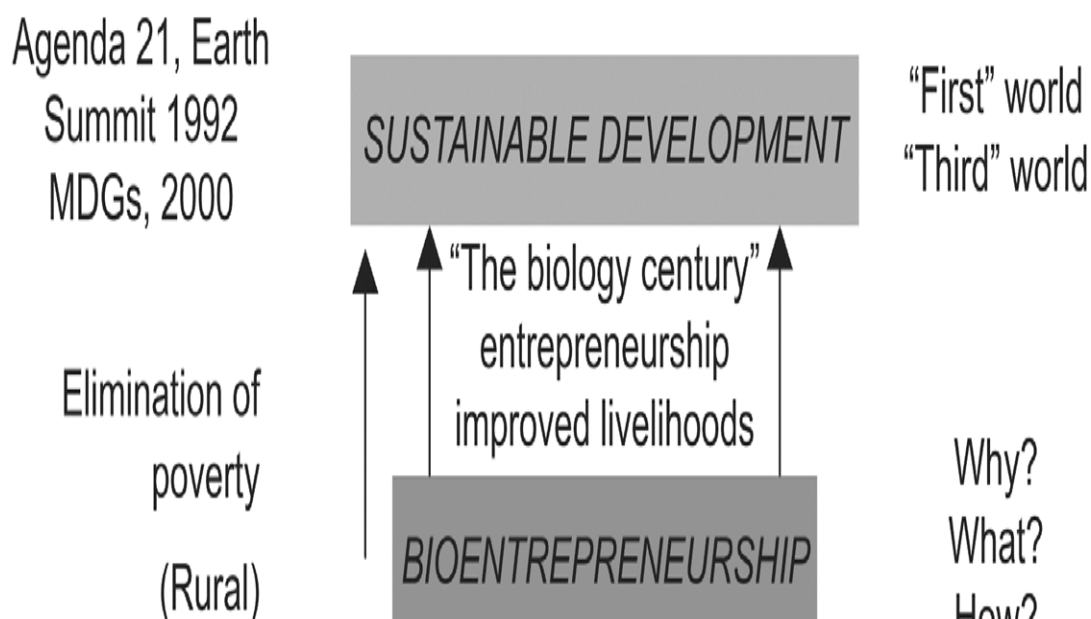 Agenda 21, Earth
Summit 1992
MDGs, 2000
SUSTAINABLE DEVELOPMENT
“First” world
“Third” world
“The biology century”
entrepreneurship
improved livelihoods
Elimination of
poverty
(Rural)
BIOENTREPRENEURSHIP
Why?
What?
How?